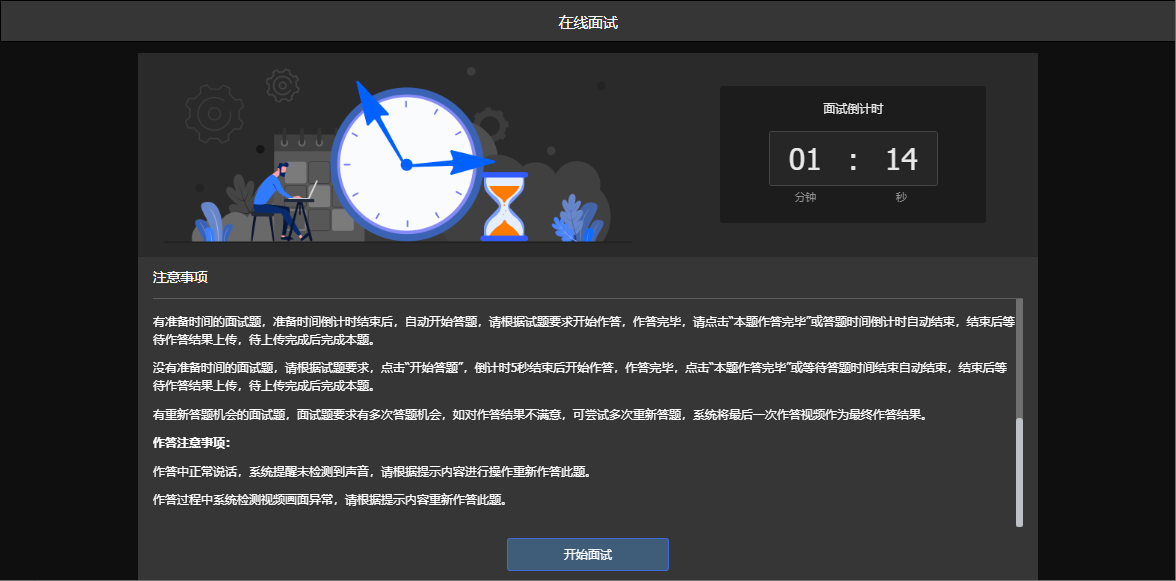 在线面试
面试倒计时
01 : 14
分钟 秒
注意事项
有准备时间的面试题，准备时间倒计时结束后，自动开始答题，请根据试题要求开始作答，作答完毕，请点击“本题作答完毕”或答题时间倒计时自动结束，结束后等
待作答结果上传，待上传完成后完成本题。
没有准备时间的面试题，请根据试题要求，点击“开始答题”，倒计时5秒结束后开始作答，作答完毕，点击“本题作答完毕”或等待答题时间结束自动结束，结束后等
待作答结果上传，待上传完成后完成本题。
有重新答题机会的面试题，面试题要求有多次答题机会，如对作答结果不满意，可尝试多次重新答题，系统将最后一次作答视频作为最终作答结果。
作答注意事项：
作答中正常说话，系统提醒未检测到声音，请根据提示内容进行操作重新作答此题。
作答过程中系统检测视频画面异常，请根据提示内容重新作答此题。
开始面试